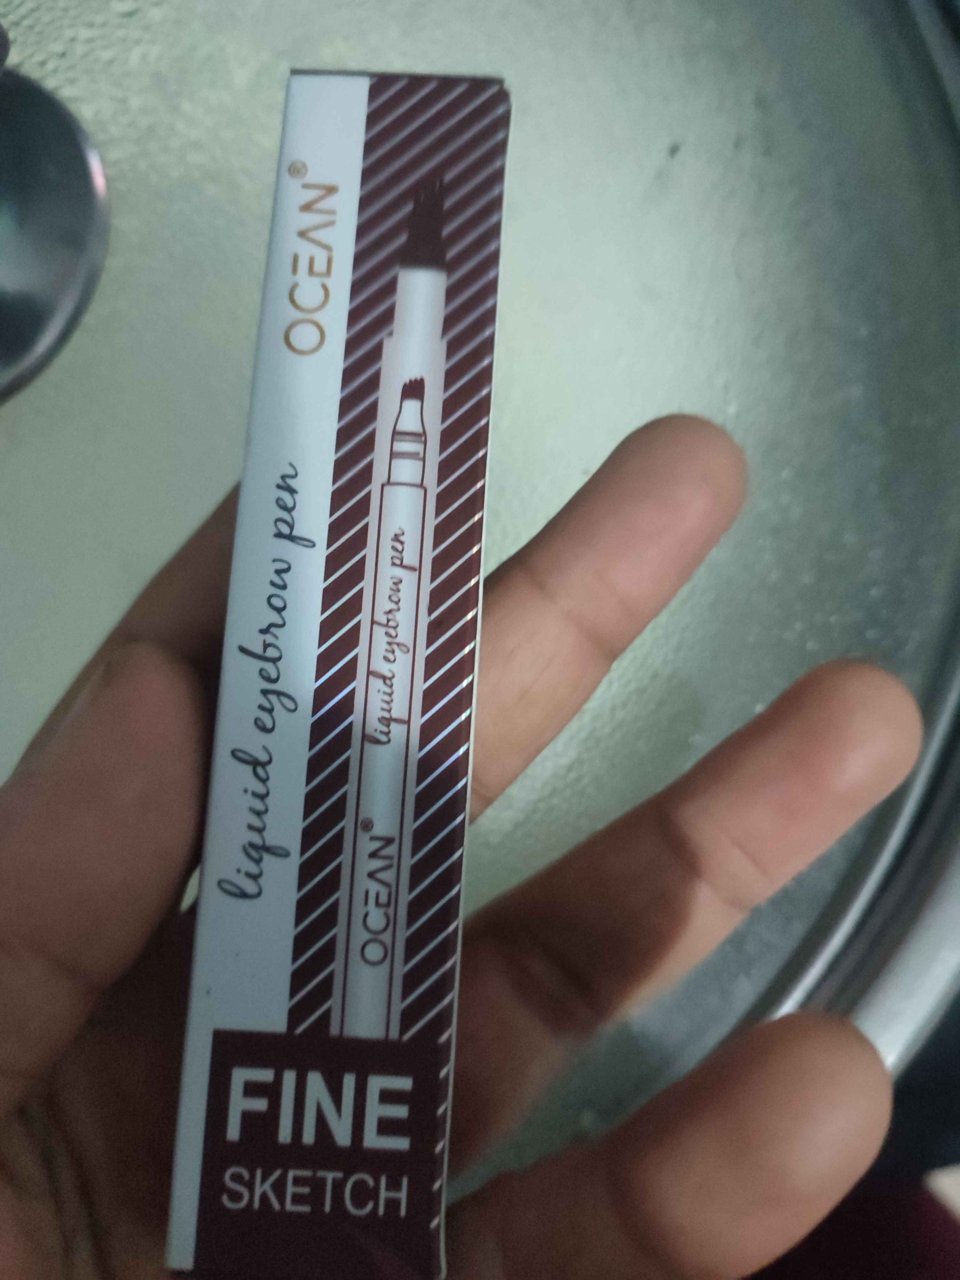 OCEAN®
liquid eyebrow pen
OCEAN®
liquid eyebrow pen
FINE
SKETCH